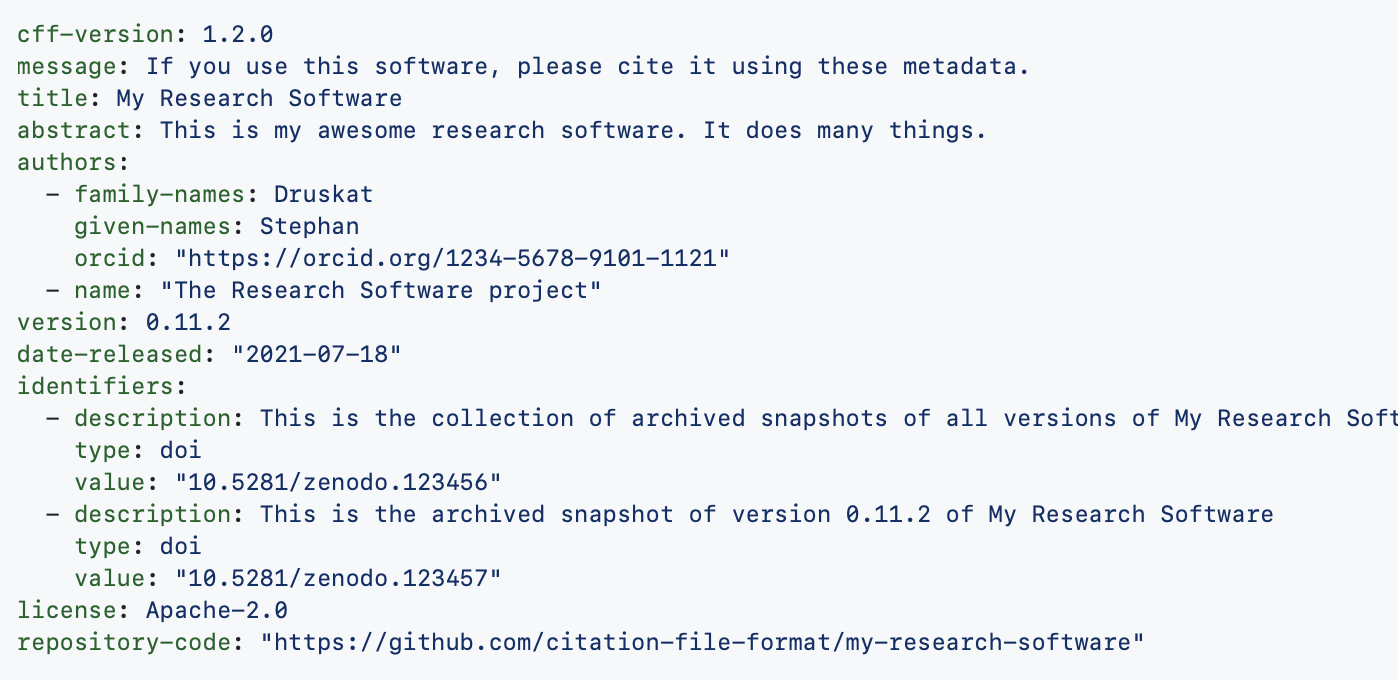 cff-version: 1.2.0
message: If you use this software, please cite it using these metadata.
title: My Research Software
abstract: This is my awesome research software. It does many things.
authors:
  - family-names: Druskat
    given-names: Stephan
    orcid: "https://orcid.org/1234-5678-9101-1121"
  - name: "The Research Software project"
version: 0.11.2
date-released: "2021-07-18"
identifiers:
  - description: This is the collection of archived snapshots of all versions of My Research Soft
    type: doi
    value: "10.5281/zenodo.123456"
  - description: This is the archived snapshot of version 0.11.2 of My Research Software
    type: doi
    value: "10.5281/zenodo.123457"
license: Apache-2.0
repository-code: "https://github.com/citation-file-format/my-research-software"